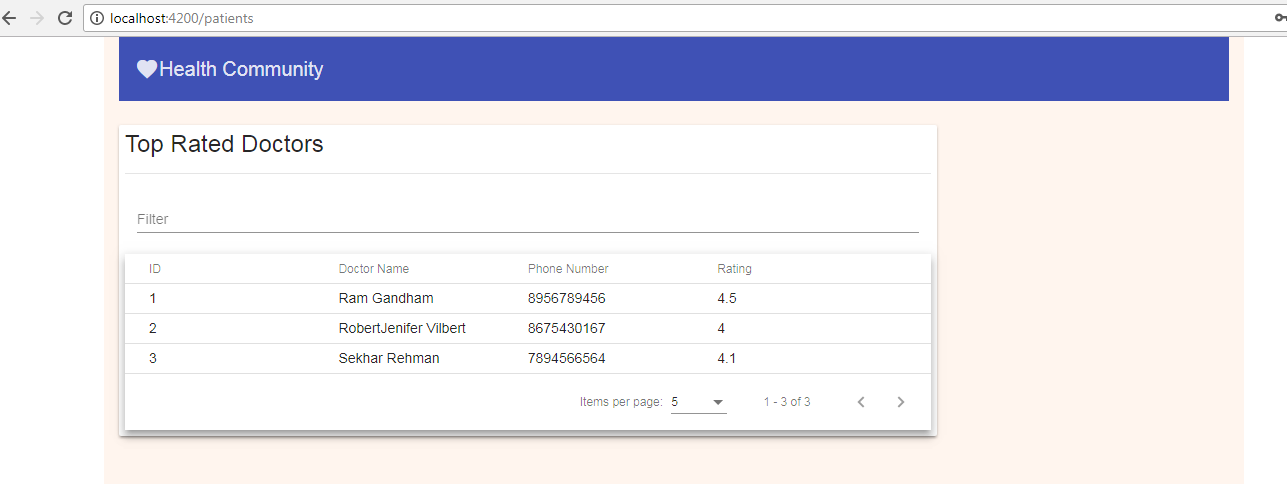 localhost:4200/patients
Health Community
Top Rated Doctors
Filter
ID Doctor Name Phone Number Rating
1 Ram Gandham 8956789456 4.5
2 RobertJenifer Vilbert 8675430167 4
3 Sekhar Rehman 7894566564 4.1
Items per page: 5 1 - 3 of 3